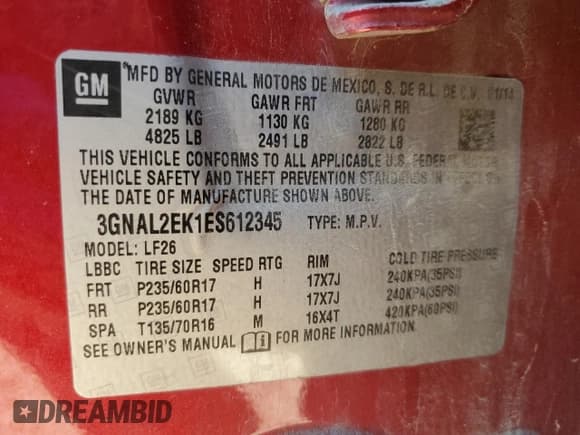 GM
MFD BY GENERAL MOTORS DE MEXICO, S. DE R.L. DE C.V. 01/14
GVWR GAWR FRT GAWR RR
2189 KG 1130 KG 1280 KG
4825 LB 2491 LB 2822 LB
THIS VEHICLE CONFORMS TO ALL APPLICABLE U.S. FEDERAL MOTOR
VEHICLE SAFETY AND THEFT PREVENTION STANDARDS IN EFFECT ON
THE DATE OF MANUFACTURE SHOWN ABOVE.
3GNAL2EK1ES612345 TYPE: M.P.V.
MODEL: LF26
LBBC TIRE SIZE SPEED RTG RIM COLD TIRE PRESSURE
FRT P235/60R17 H 17X7J 240KPA(35PSI)
RR P235/60R17 H 17X7J 240KPA(35PSI)
SPA T135/70R16 M 16X4T 420KPA(60PSI)
SEE OWNER'S MANUAL FOR MORE INFORMATION.
DREAMBID